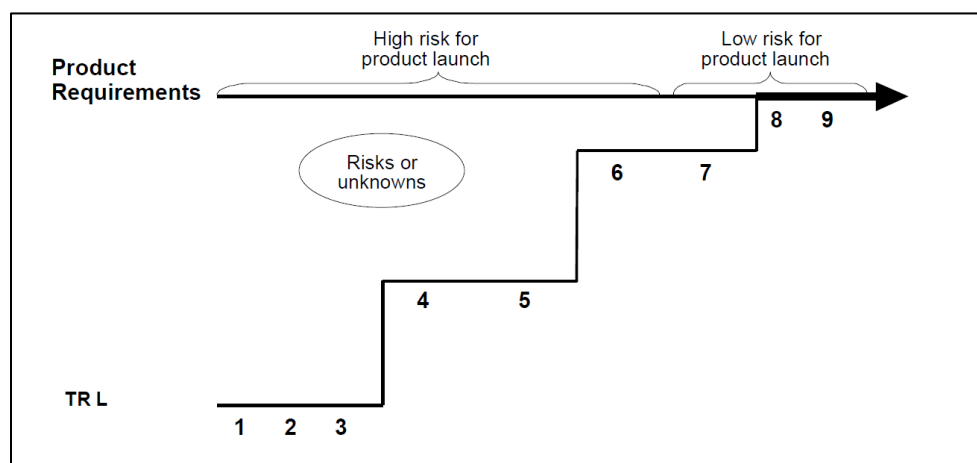 High risk for
product launch
Low risk for
product launch
Product
Requirements
8 9
Risks or
unknowns
6 7
4 5
TR L
1 2 3